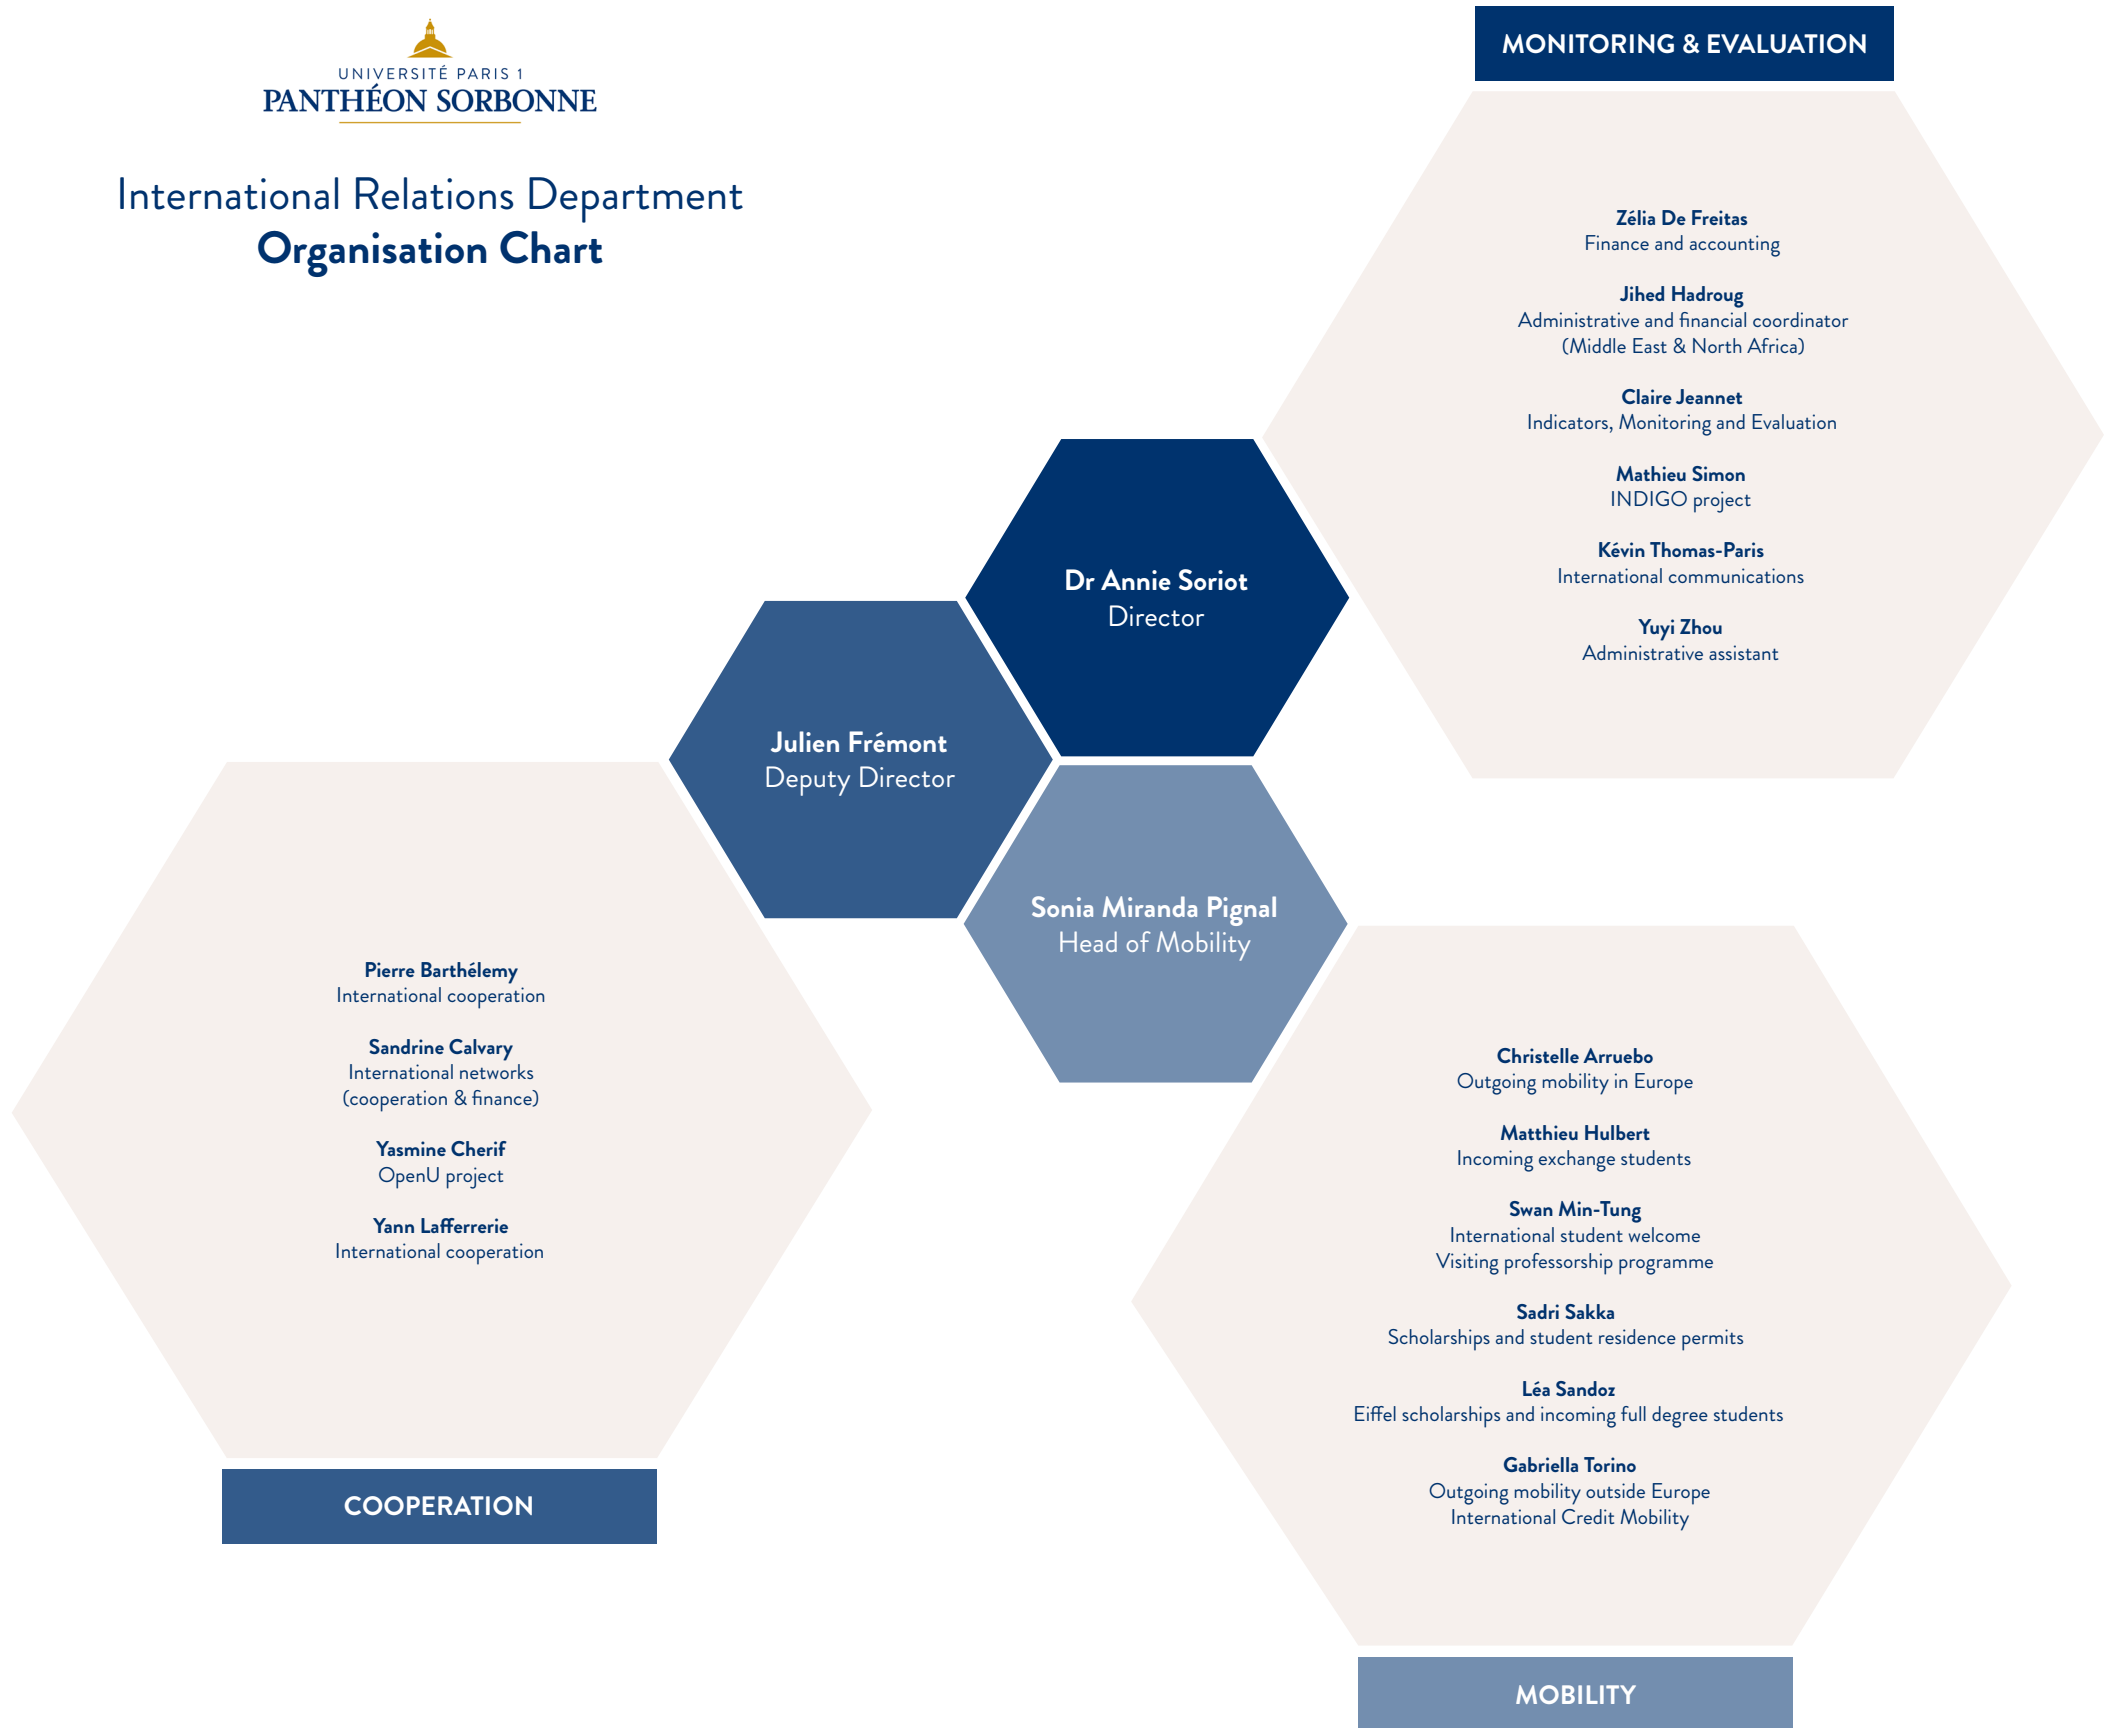 UNIVERSITÉ PARIS 1
PANTHÉON SORBONNE
International Relations Department
Organisation Chart
MONITORING & EVALUATION
Zélia De Freitas
Finance and accounting
Jihed Hadroug
Administrative and financial coordinator
(Middle East & North Africa)
Claire Jeannet
Indicators, Monitoring and Evaluation
Mathieu Simon
INDIGO project
Kévin Thomas-Paris
International communications
Yuyi Zhou
Administrative assistant
Dr Annie Soriot
Director
Julien Frémont
Deputy Director
Sonia Miranda Pignal
Head of Mobility
Pierre Barthélemy
International cooperation
Sandrine Calvary
International networks
(cooperation & finance)
Yasmine Cherif
OpenU project
Yann Lafferrerie
International cooperation
COOPERATION
Christelle Arruebo
Outgoing mobility in Europe
Matthieu Hulbert
Incoming exchange students
Swan Min-Tung
International student welcome
Visiting professorship programme
Sadri Sakka
Scholarships and student residence permits
Léa Sandoz
Eiffel scholarships and incoming full degree students
Gabriella Torino
Outgoing mobility outside Europe
International Credit Mobility
MOBILITY